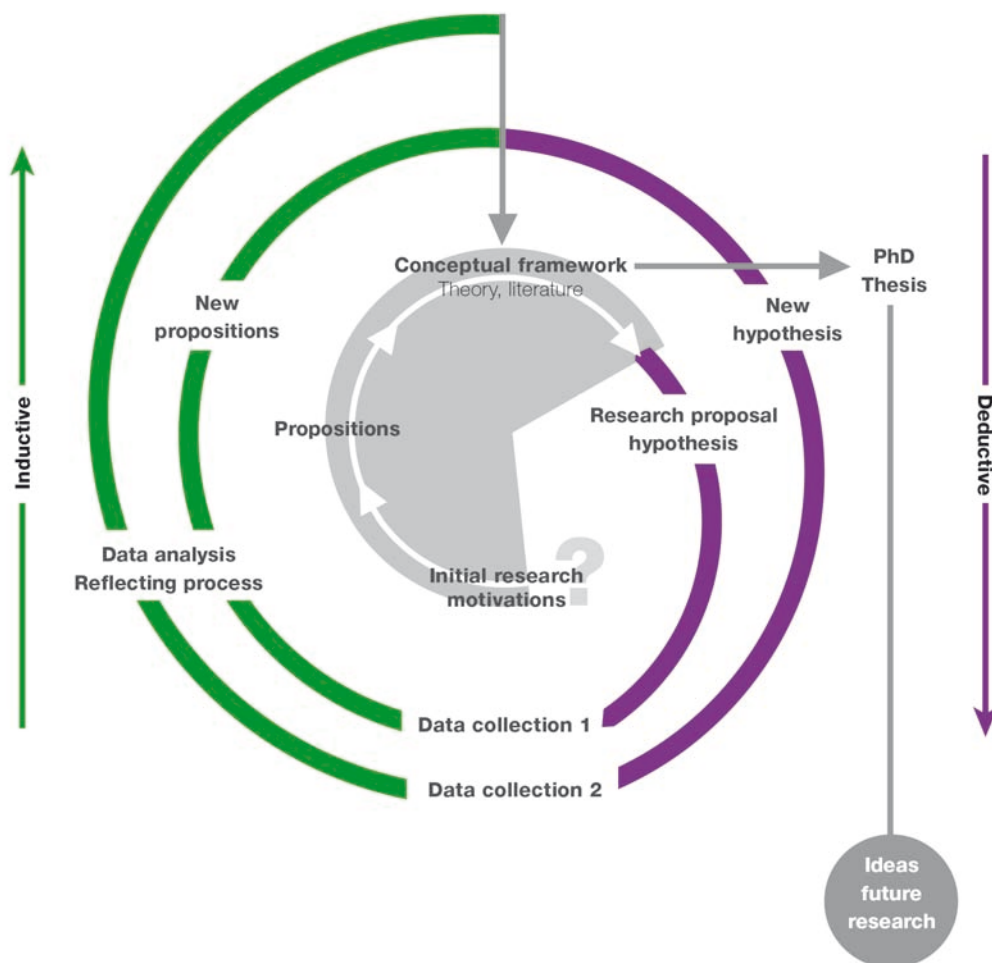 Conceptual framework
Theory, literature
PhD
Thesis
New
propositions
New
hypothesis
Inductive
Propositions
Research proposal
hypothesis
Deductive
Data analysis
Reflecting process
Initial research
motivations
?
Data collection 1
Data collection 2
Ideas
future
research